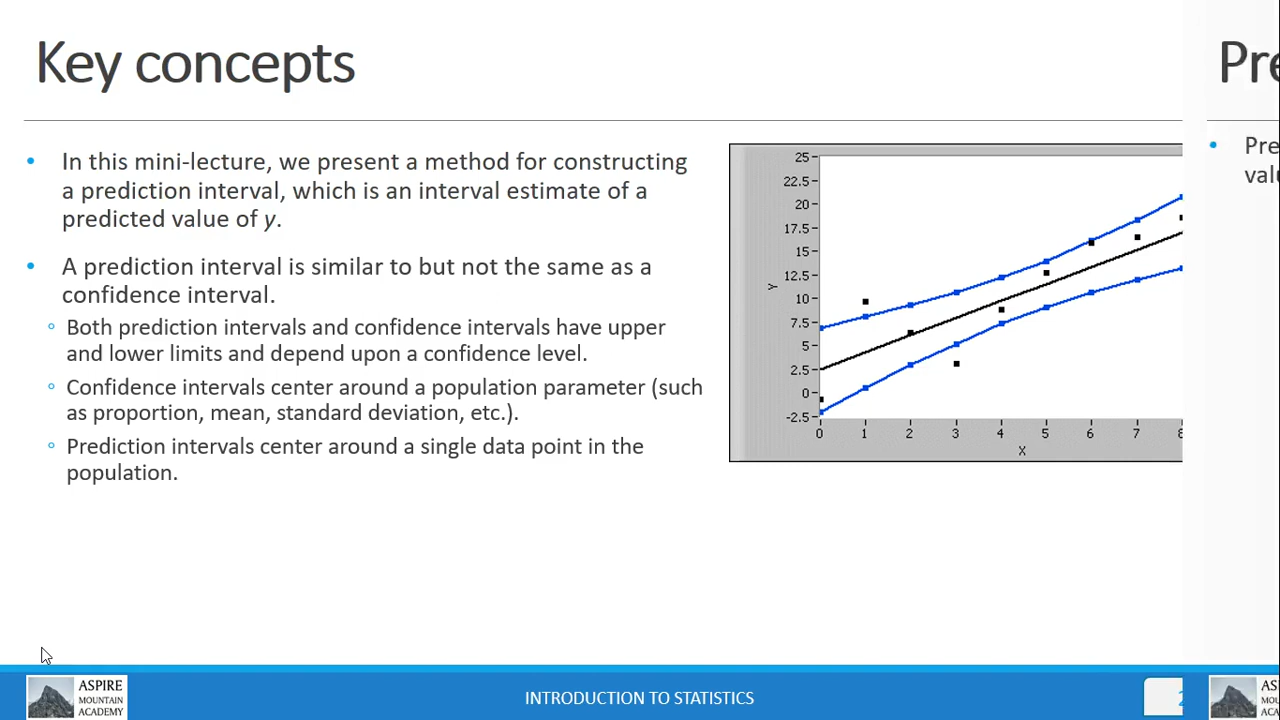 Key concepts
Pre
• In this mini-lecture, we present a method for constructing
a prediction interval, which is an interval estimate of a
predicted value of y.
• A prediction interval is similar to but not the same as a
confidence interval.
◦ Both prediction intervals and confidence intervals have upper
and lower limits and depend upon a confidence level.
◦ Confidence intervals center around a population parameter (such
as proportion, mean, standard deviation, etc.).
◦ Prediction intervals center around a single data point in the
population.
25
22.5
20
17.5
15
12.5
10
7.5
5
2.5
0
-2.5
Y
0 1 2 3 4 5 6 7 8
X
• Pre
valu
ASPIRE
MOUNTAIN
ACADEMY
INTRODUCTION TO STATISTICS
2
AS
MOU
ACA